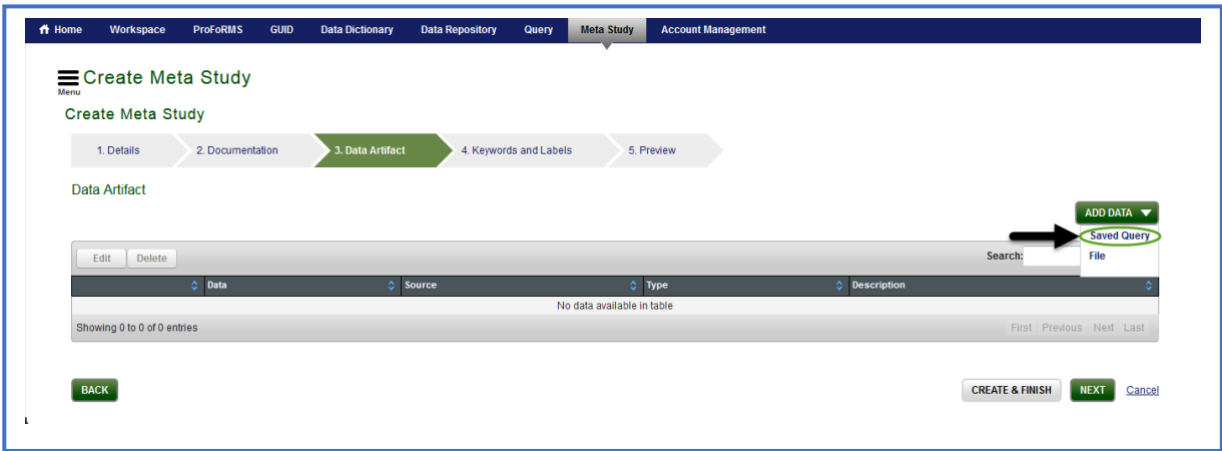 Home Workspace ProFoRMS GUID Data Dictionary Data Repository Query Meta Study Account Management
Create Meta Study
Menu
Create Meta Study
1. Details 2. Documentation 3. Data Artifact 4. Keywords and Labels 5. Preview
Data Artifact
ADD DATA
Saved Query
File
Edit Delete Search:
Data Source Type Description
No data available in table
Showing 0 to 0 of 0 entries First Previous Next Last
BACK CREATE & FINISH NEXT Cancel